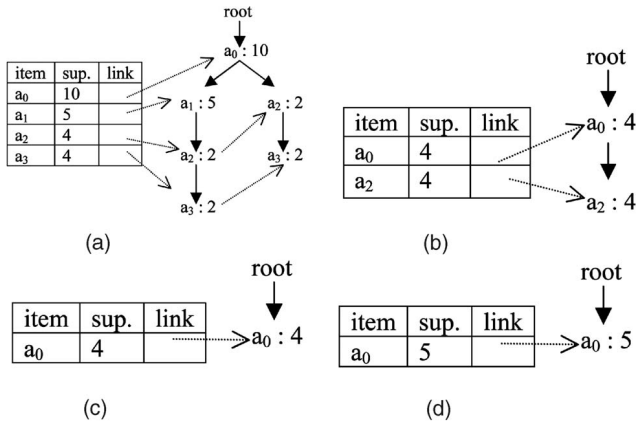 root
a₀ : 10
item sup. link
a₀ 10
a₁ 5
a₂ 4
a₃ 4
a₁ : 5 a₂ : 2
a₂ : 2 a₃ : 2
a₃ : 2
(a)
root
a₀ : 4
item sup. link
a₀ 4
a₂ 4
a₂ : 4
(b)
root
item sup. link
a₀ 4
a₀ : 4
(c)
root
item sup. link
a₀ 5
a₀ : 5
(d)